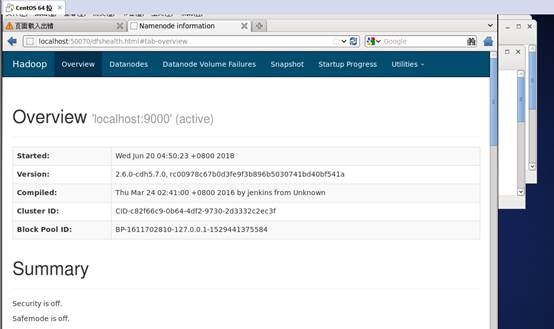 CentOS 64 位
页面载入出错
Namenode information
localhost:50070/dfshealth.html#tab-overview
Google
Hadoop Overview Datanodes Datanode Volume Failures Snapshot Startup Progress Utilities
Overview 'localhost:9000' (active)
Started: Wed Jun 20 04:50:23 +0800 2018
Version: 2.6.0-cdh5.7.0, rc00978c67b0d3fe9f3b896b5030741bd40bf541a
Compiled: Thu Mar 24 02:41:00 +0800 2016 by jenkins from Unknown
Cluster ID: CID-c82f66c9-0b64-4df2-9730-2d3332c2ec3f
Block Pool ID: BP-1611702810-127.0.0.1-1529441375584
Summary
Security is off.
Safemode is off.